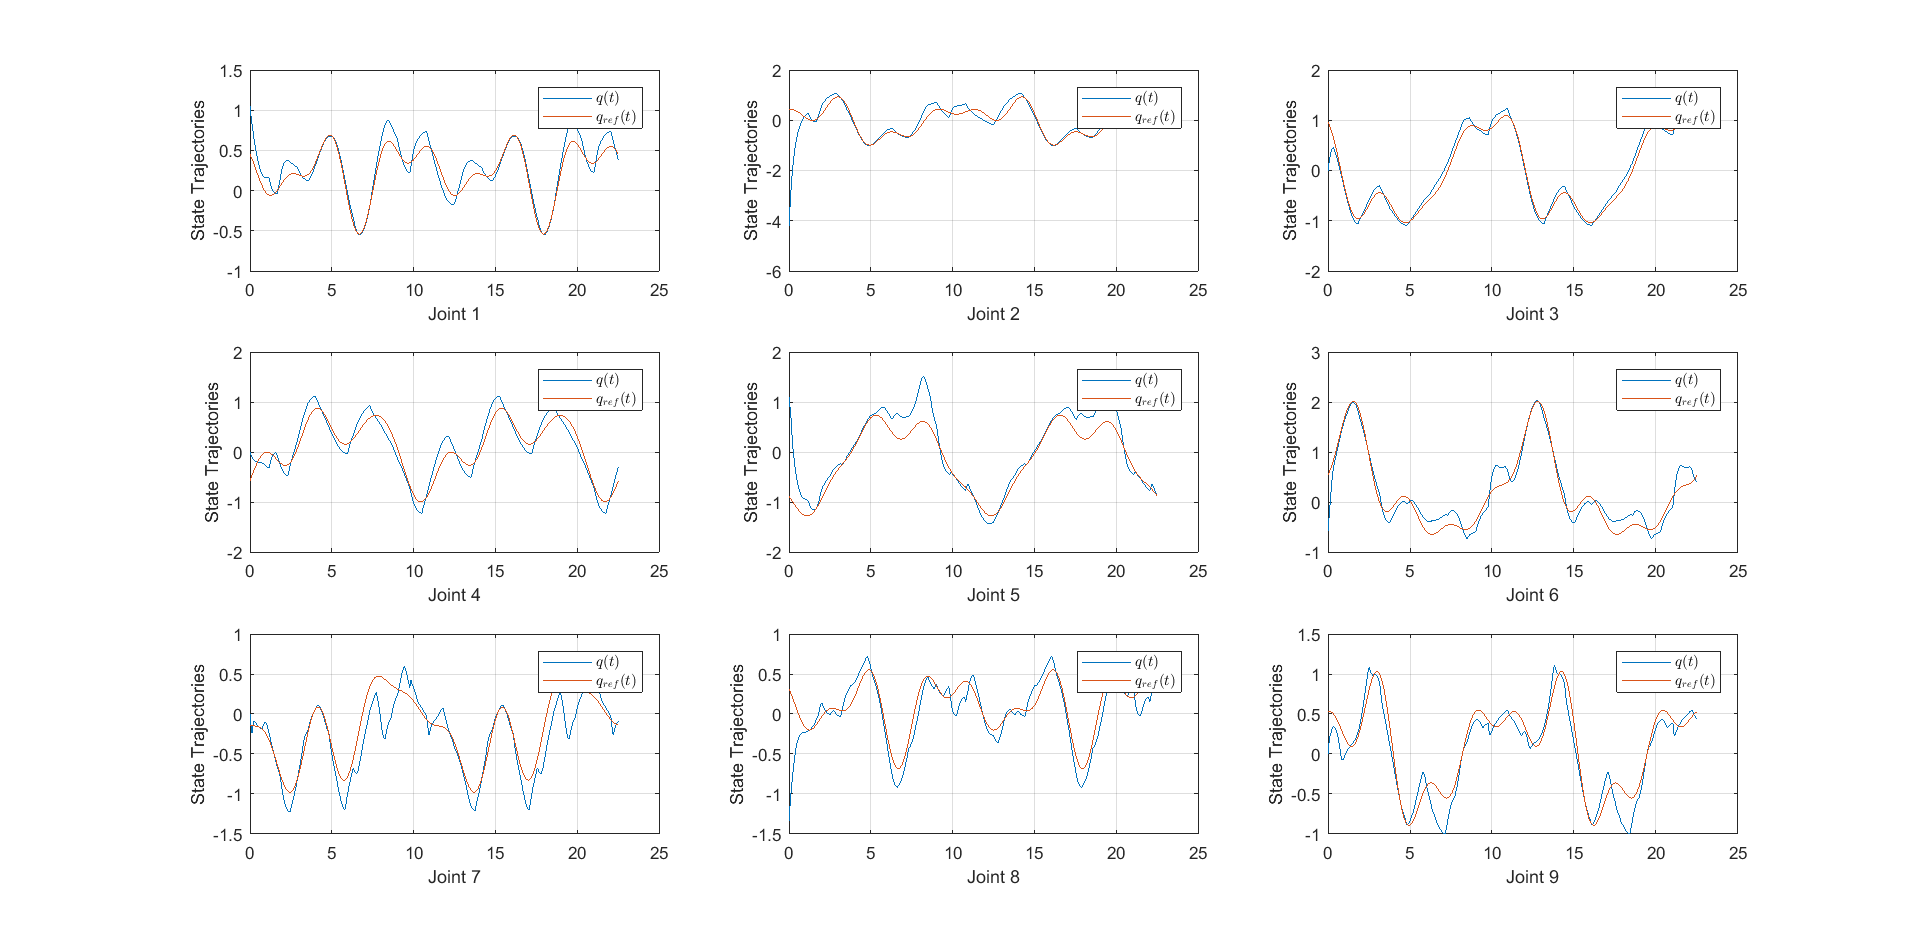 1.5
1
0.5
0
-0.5
-1
State Trajectories
q(t)
q_ref(t)
0 5 10 15 20 25
Joint 1
2
0
-2
-4
-6
State Trajectories
q(t)
q_ref(t)
0 5 10 15 20 25
Joint 2
2
1
0
-1
-2
State Trajectories
q(t)
q_ref(t)
0 5 10 15 20 25
Joint 3
2
1
0
-1
-2
State Trajectories
q(t)
q_ref(t)
0 5 10 15 20 25
Joint 4
2
1
0
-1
-2
State Trajectories
q(t)
q_ref(t)
0 5 10 15 20 25
Joint 5
3
2
1
0
-1
State Trajectories
q(t)
q_ref(t)
0 5 10 15 20 25
Joint 6
1
0.5
0
-0.5
-1
-1.5
State Trajectories
q(t)
q_ref(t)
0 5 10 15 20 25
Joint 7
1
0.5
0
-0.5
-1
-1.5
State Trajectories
q(t)
q_ref(t)
0 5 10 15 20 25
Joint 8
1.5
1
0.5
0
-0.5
-1
State Trajectories
q(t)
q_ref(t)
0 5 10 15 20 25
Joint 9